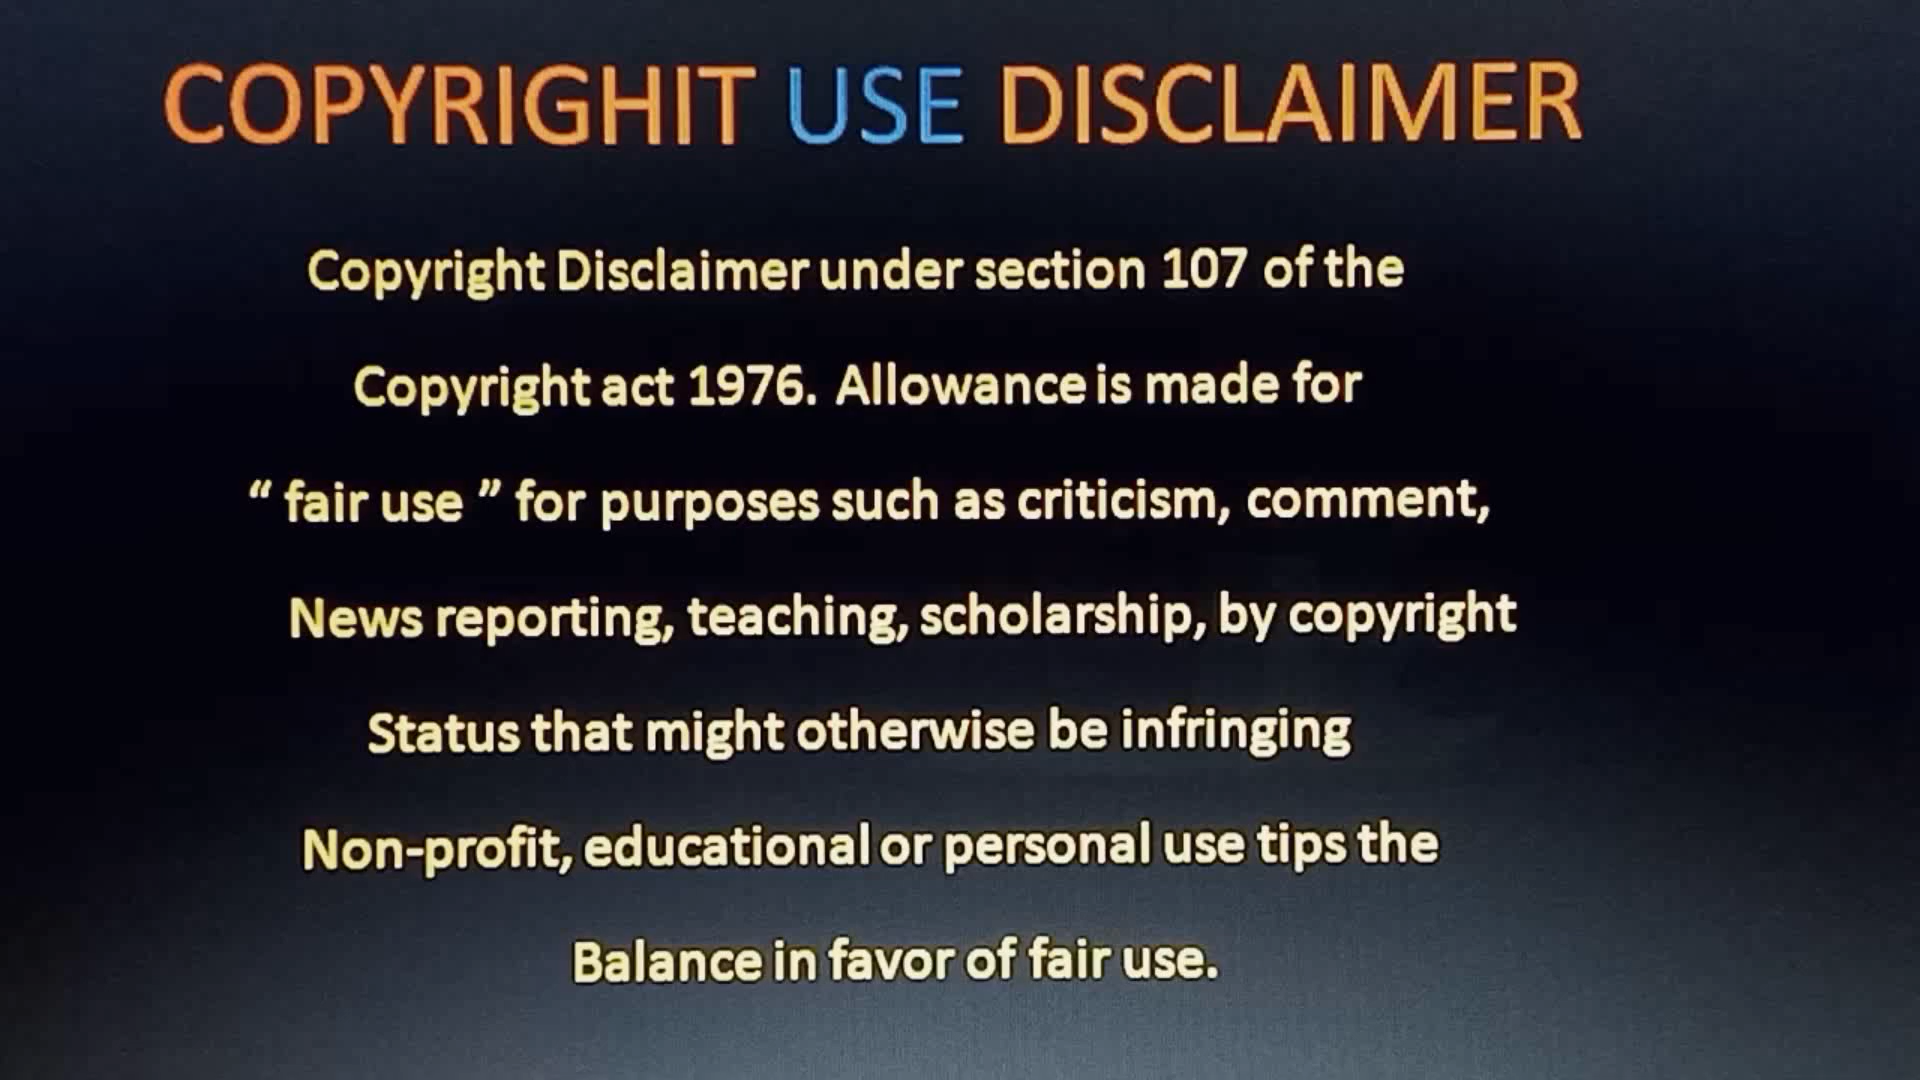 COPYRIGHIT USE DISCLAIMER
Copyright Disclaimer under section 107 of the
Copyright act 1976. Allowance is made for
“ fair use ” for purposes such as criticism, comment,
News reporting, teaching, scholarship, by copyright
Status that might otherwise be infringing
Non-profit, educational or personal use tips the
Balance in favor of fair use.